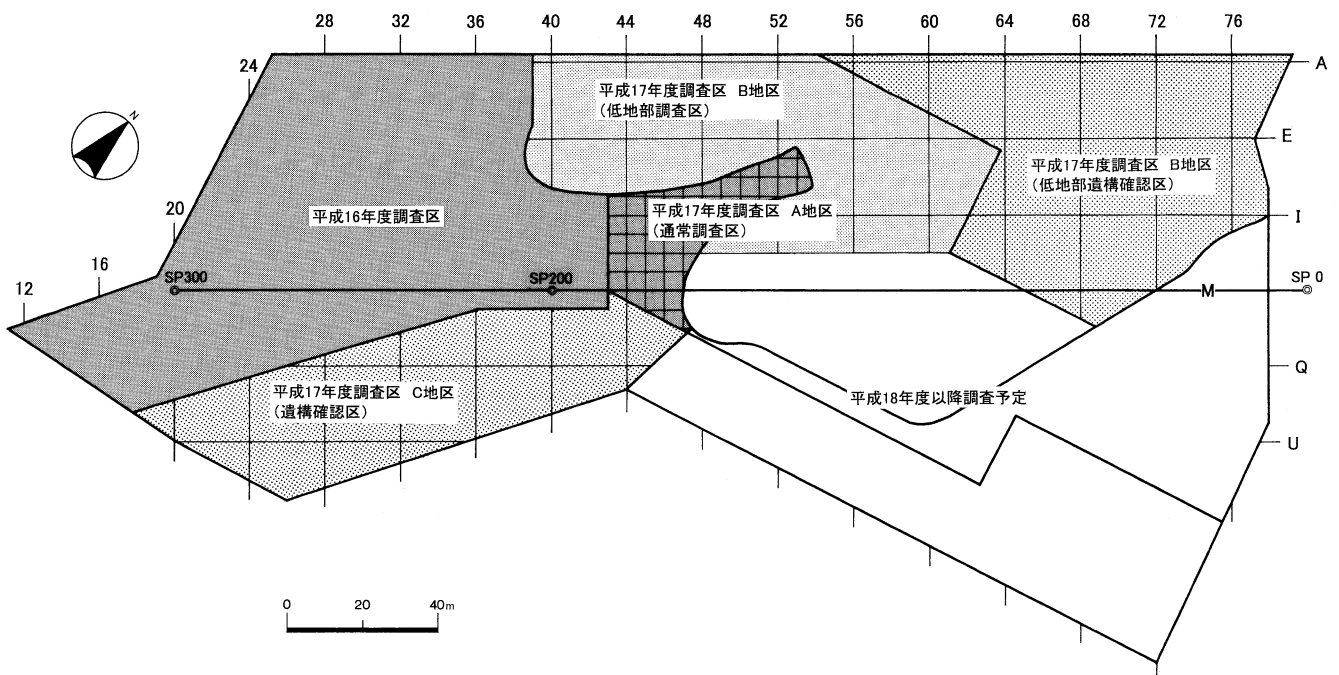 28 32 36 40 44 48 52 56 60 64 68 72 76
24
A
平成17年度調査区 B地区
(低地部調査区)
N
E
平成17年度調査区 B地区
(低地部遺構確認区)
平成16年度調査区
平成17年度調査区 A地区
(通常調査区)
I
20
SP300
SP200
M
SP 0
16
12
Q
平成17年度調査区 C地区
(遺構確認区)
平成18年度以降調査予定
U
0 20 40m